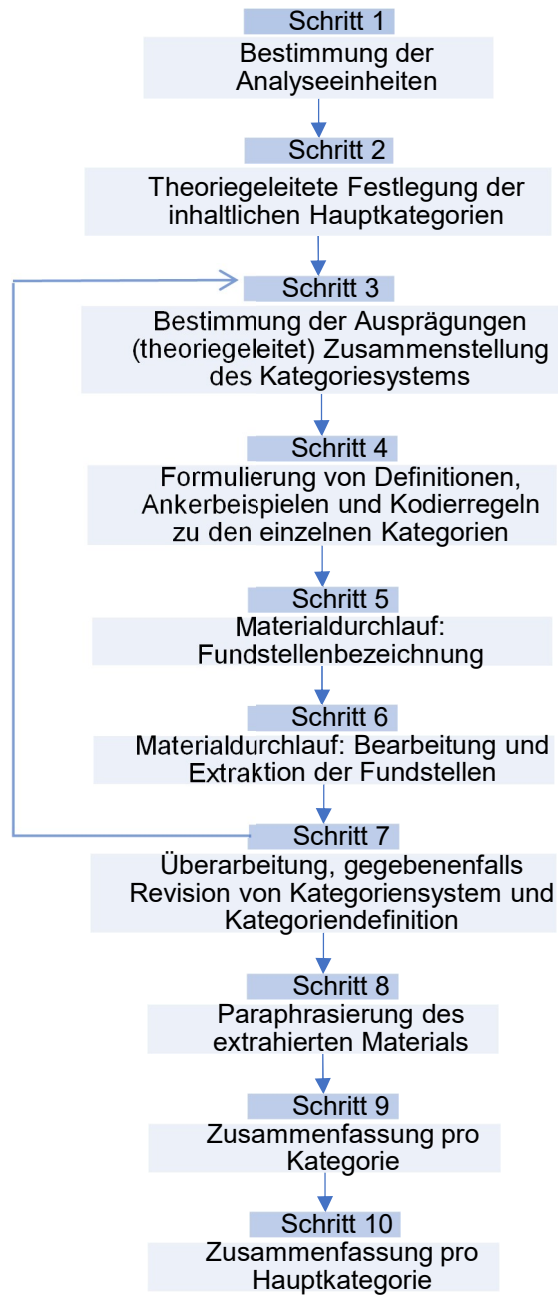 Schritt 1
Bestimmung der
Analyseeinheiten
Schritt 2
Theoriegeleitete Festlegung der
inhaltlichen Hauptkategorien
Schritt 3
Bestimmung der Ausprägungen
(theoriegeleitet) Zusammenstellung
des Kategoriesystems
Schritt 4
Formulierung von Definitionen,
Ankerbeispielen und Kodierregeln
zu den einzelnen Kategorien
Schritt 5
Materialdurchlauf:
Fundstellenbezeichnung
Schritt 6
Materialdurchlauf: Bearbeitung und
Extraktion der Fundstellen
Schritt 7
Überarbeitung, gegebenenfalls
Revision von Kategoriensystem und
Kategoriendefinition
Schritt 8
Paraphrasierung des
extrahierten Materials
Schritt 9
Zusammenfassung pro
Kategorie
Schritt 10
Zusammenfassung pro
Hauptkategorie